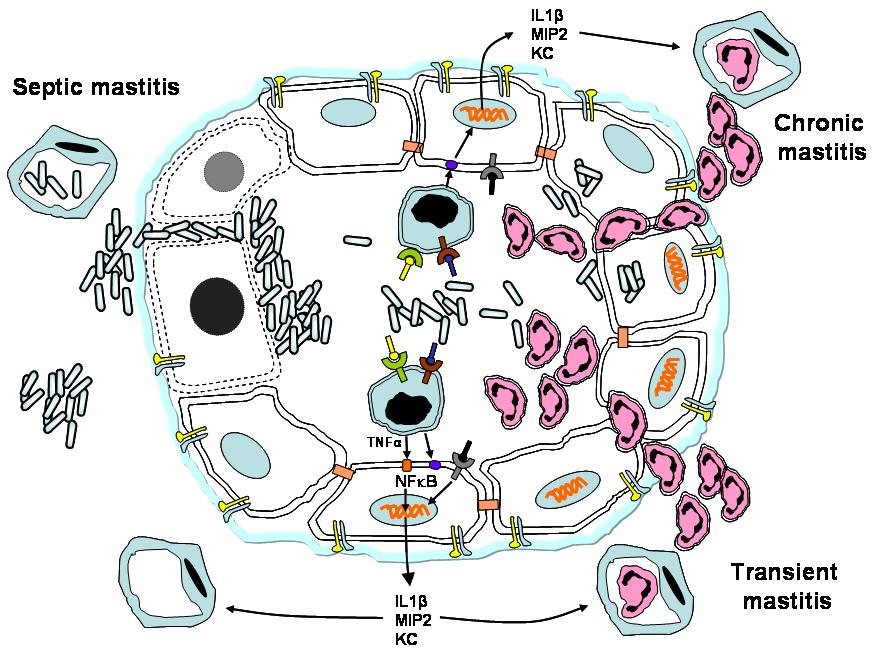 IL1β
MIP2
KC
Septic mastitis
Chronic
mastitis
TNFα
NFκB
Transient
mastitis
IL1β
MIP2
KC